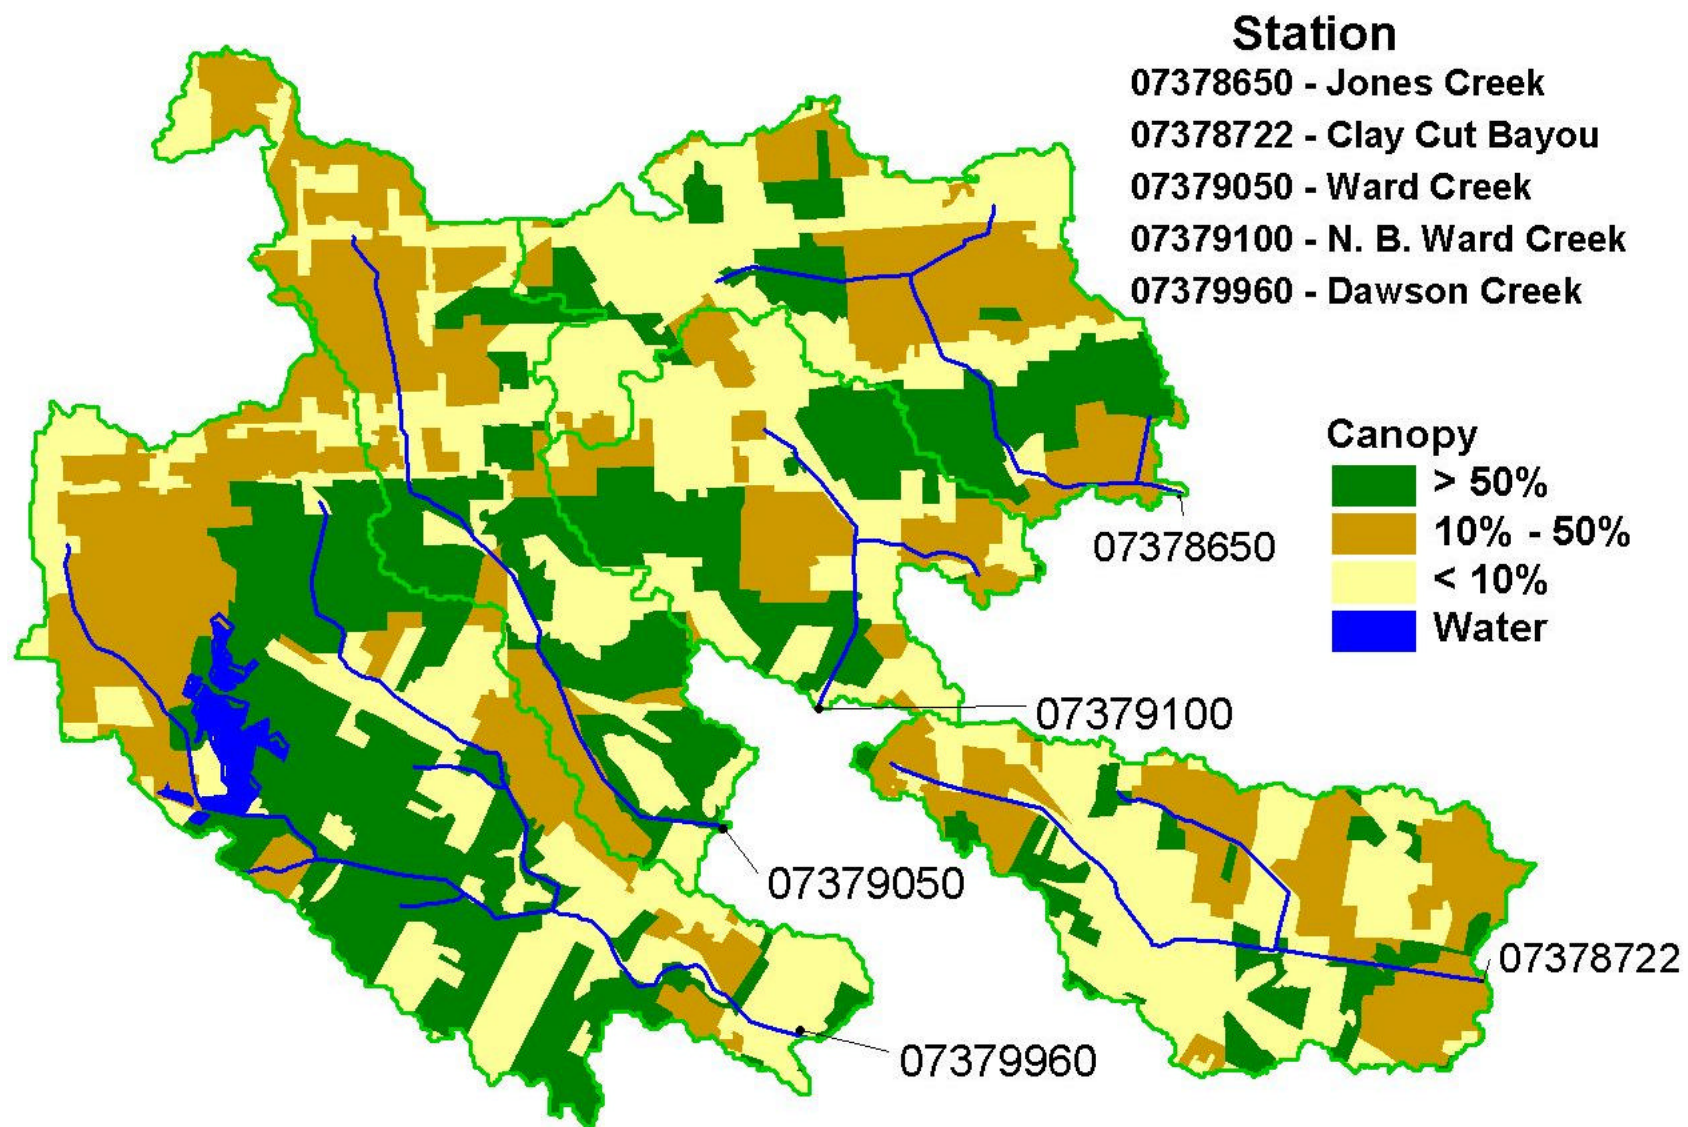 Station
07378650 - Jones Creek
07378722 - Clay Cut Bayou
07379050 - Ward Creek
07379100 - N. B. Ward Creek
07379960 - Dawson Creek
Canopy
> 50%
10% - 50%
< 10%
Water
07378650
07379100
07379050
07378722
07379960